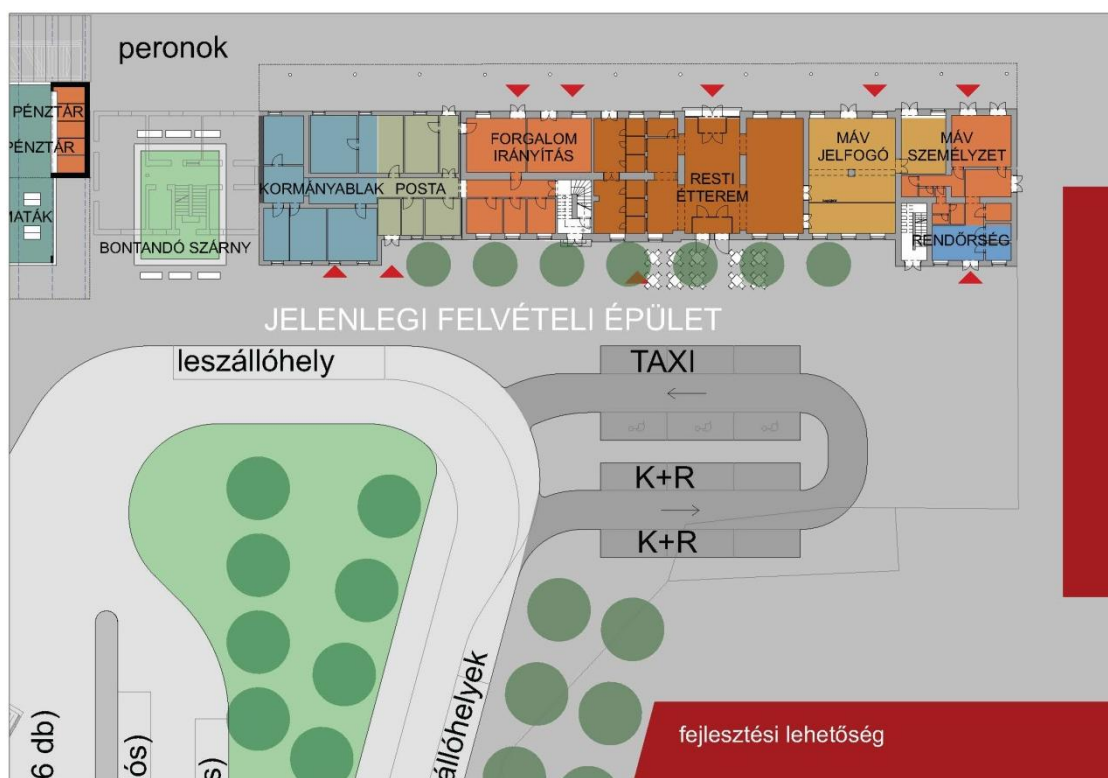 peronok
PÉNZTÁR
PÉNZTÁR
MATÁK
BONTANDÓ SZÁRNY
KORMÁNYABLAK
POSTA
FORGALOM
IRÁNYÍTÁS
RESTI
ÉTTEREM
MÁV
JELFOGÓ
MÁV
SZEMÉLYZET
RENDŐRSÉG
JELENLEGI FELVÉTELI ÉPÜLET
leszállóhely
TAXI
K+R
K+R
állóhelyek
6 db)
ós)
s)
fejlesztési lehetőség